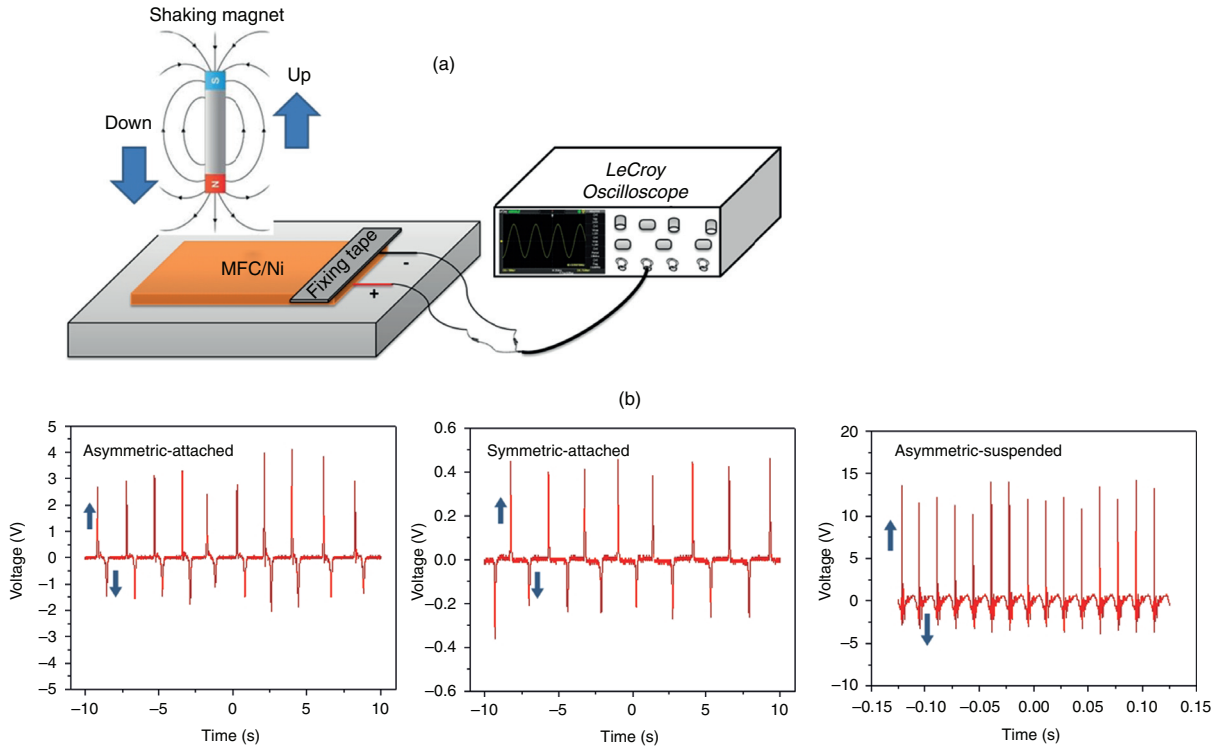 Shaking magnet
(a)
S
Up
Down
N
LeCroy
Oscilloscope
MFC/Ni
Fixing tape
-
+
(b)
5
4
3
2
1
0
−1
−2
−3
−4
−5
Voltage (V)
Asymmetric-attached
−10
−5
0
5
10
Time (s)
0.6
0.4
0.2
0.0
−0.2
−0.4
−0.6
Voltage (V)
Symmetric-attached
−10
−5
0
5
10
Time (s)
20
15
10
5
0
−5
−10
Voltage (V)
Asymmetric-suspended
−0.15
−0.10
−0.05
0.00
0.05
0.10
0.15
Time (s)